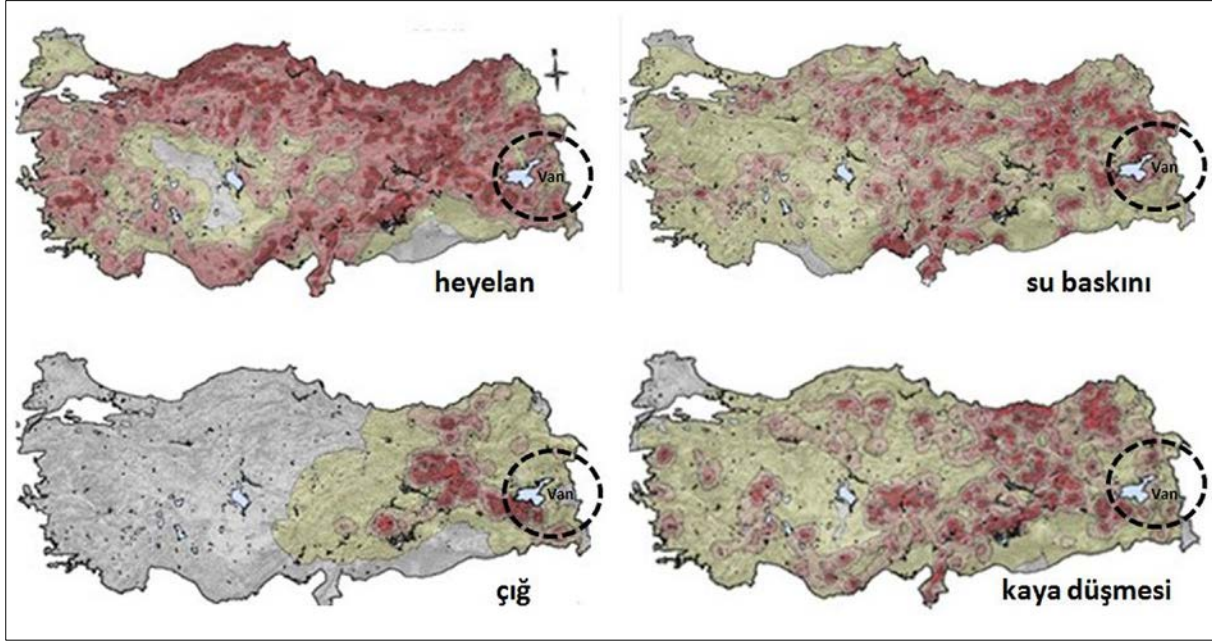 Van
heyelan
Van
su baskını
Van
çığ
Van
kaya düşmesi